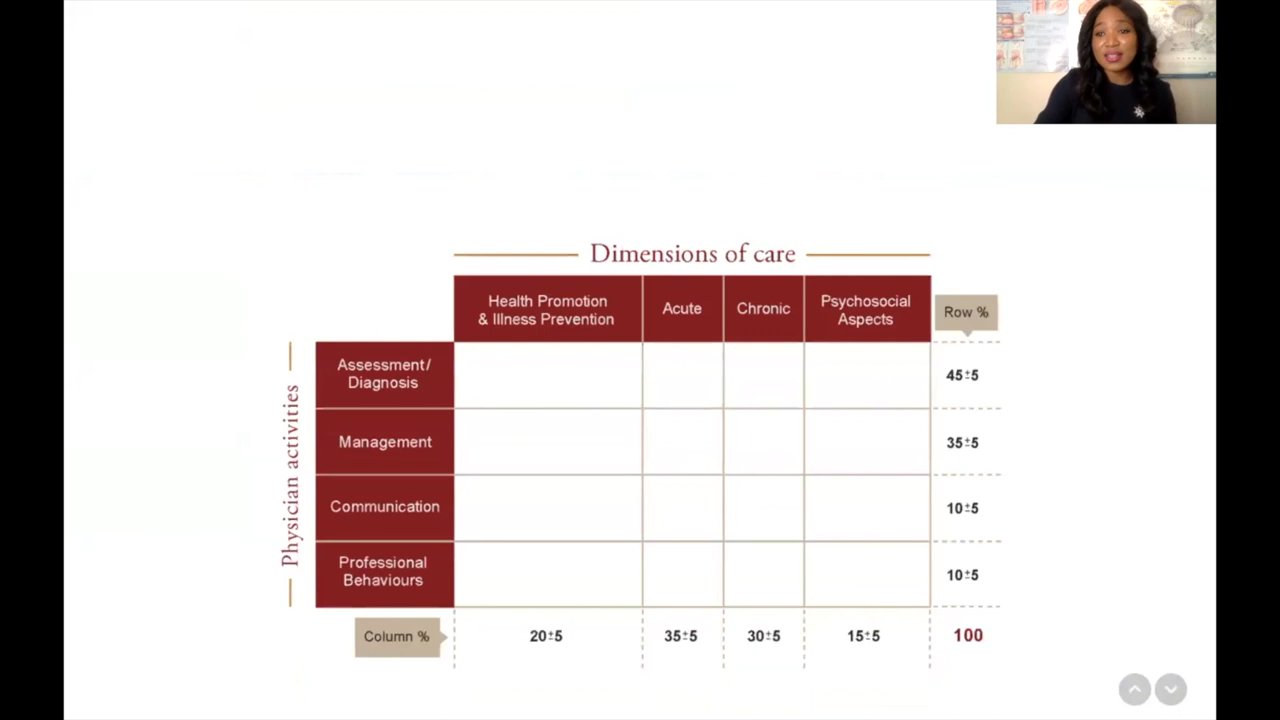 Dimensions of care
Health Promotion
& Illness Prevention
Acute
Chronic
Psychosocial
Aspects
Row %
Physician activities
Assessment/
Diagnosis
45±5
Management
35±5
Communication
10±5
Professional
Behaviours
10±5
Column %
20±5
35±5
30±5
15±5
100